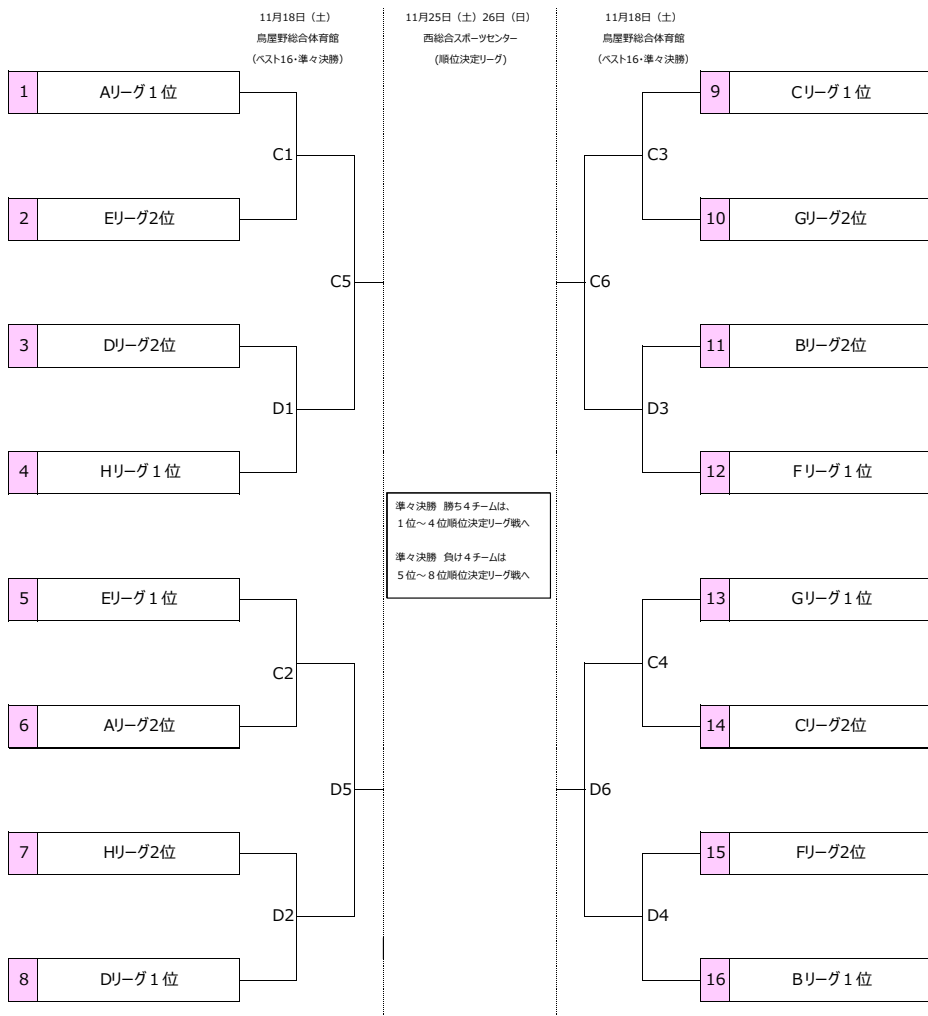 11月18日（土）
鳥屋野総合体育館
（ベスト16・準々決勝）
11月25日（土）26日（日）
西総合スポーツセンター
(順位決定リーグ)
11月18日（土）
鳥屋野総合体育館
（ベスト16・準々決勝）
1 Aリーグ１位
C1
2 Eリーグ2位
C5
3 Dリーグ2位
D1
4 Hリーグ１位
5 Eリーグ１位
C2
6 Aリーグ2位
D5
7 Hリーグ2位
D2
8 Dリーグ１位
準々決勝 勝ち４チームは、
１位～４位順位決定リーグ戦へ
準々決勝 負け４チームは
５位～８位順位決定リーグ戦へ
9 Cリーグ１位
C3
10 Gリーグ2位
C6
11 Bリーグ2位
D3
12 Fリーグ１位
13 Gリーグ１位
C4
14 Cリーグ2位
D6
15 Fリーグ2位
D4
16 Bリーグ１位